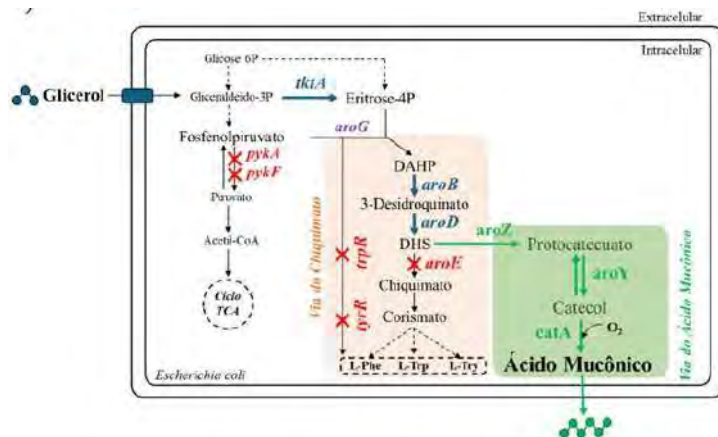 Extracelular
Intracelular
Glicose 6P
Glicerol
Gliceraldeído-3P
tktA
Eritrose-4P
Fosfenolpiruvato
aroG
pykA
pykF
Piruvato
Acetil-CoA
Ciclo
TCA
Via do Chiquimato
trpR
tyrR
DAHP
aroB
3-Desidroquinato
aroD
DHS
aroE
Chiquimato
Corismato
L-Phe
L-Trp
L-Try
aroZ
Protocatecuato
aroY
Catecol
catA
O2
Ácido Mucônico
Via do Ácido Mucônico
Escherichia coli